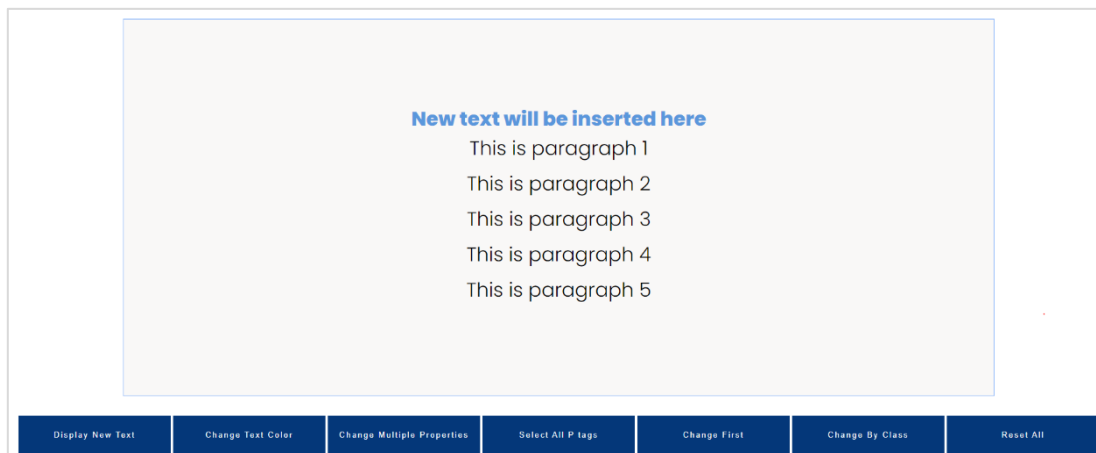 New text will be inserted here
This is paragraph 1
This is paragraph 2
This is paragraph 3
This is paragraph 4
This is paragraph 5
Display New Text
Change Text Color
Change Multiple Properties
Select All P tags
Change First
Change By Class
Reset All